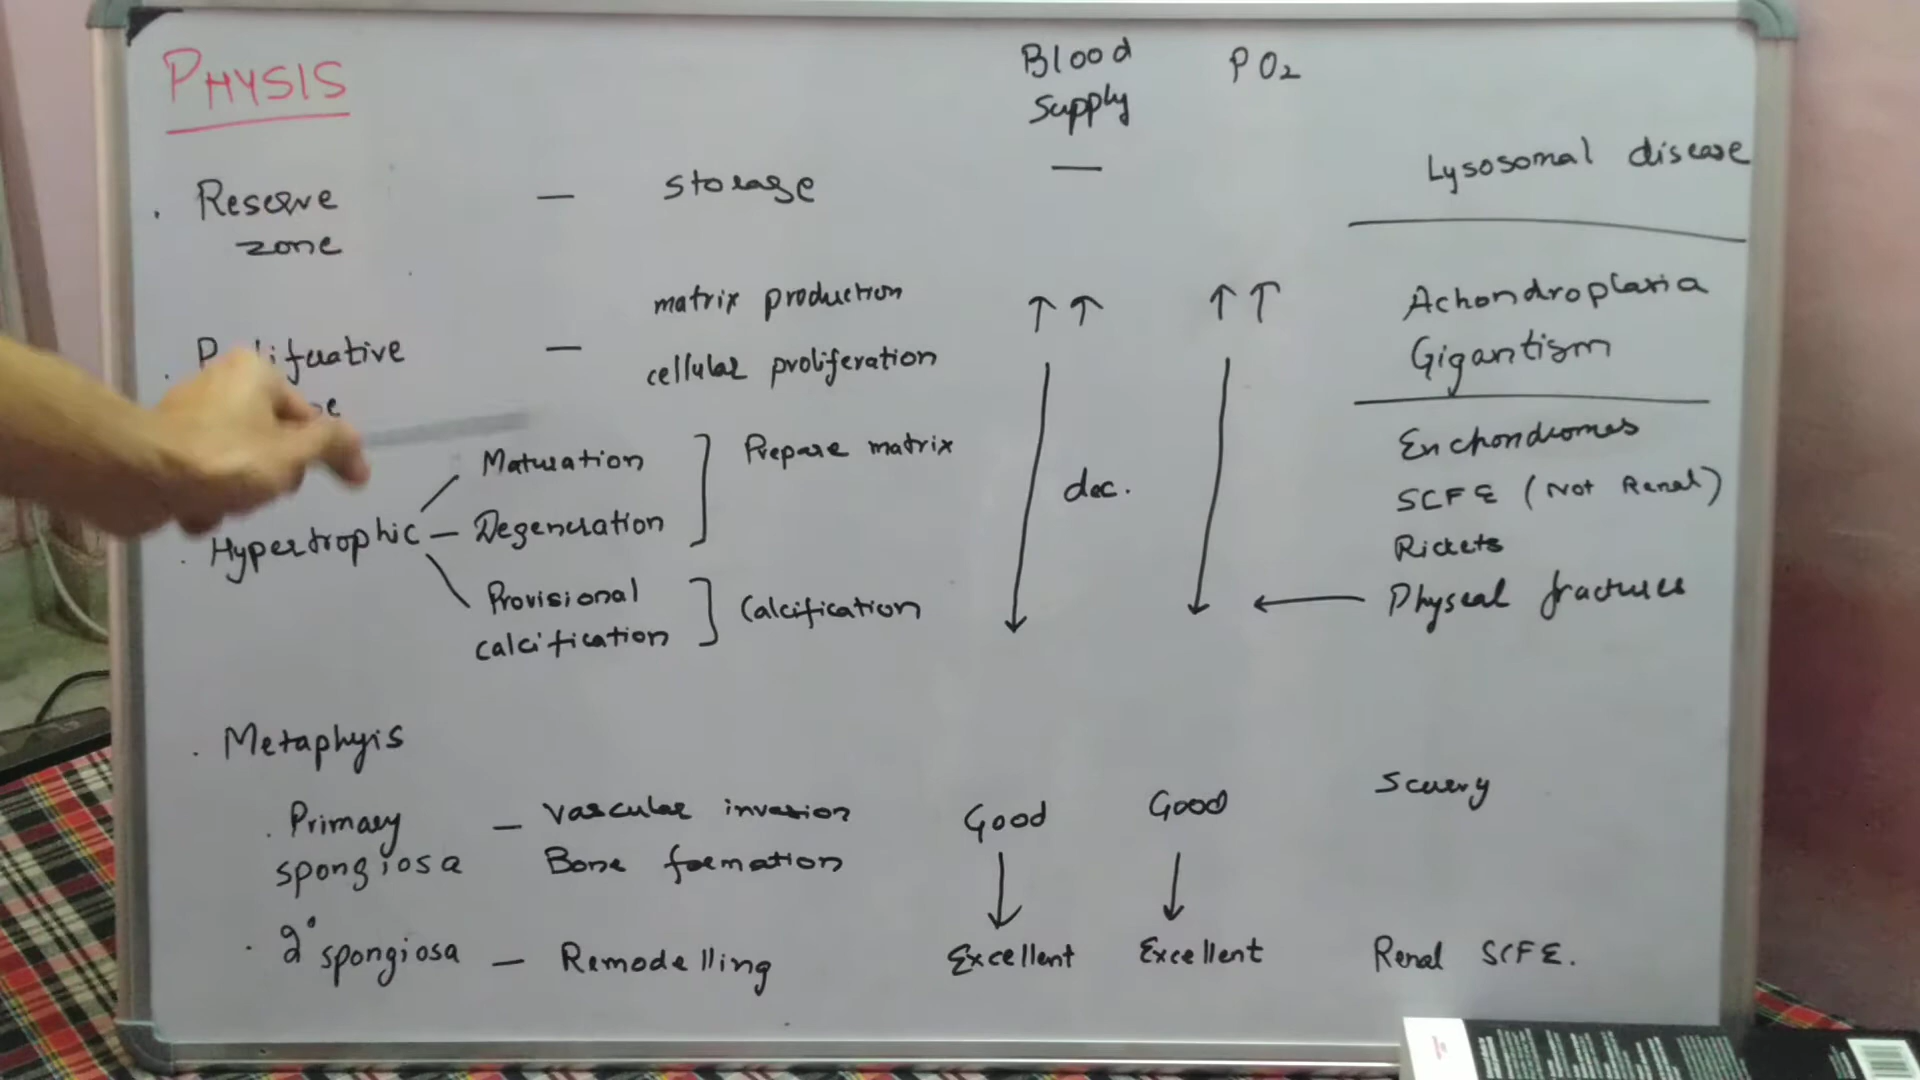 PHYSIS
Blood
Supply
PO2
. Reserve — storage —
zone
Lysosomal disease
matrix production ↑↑ ↑↑
Achondroplasia
. Proliferative —
cellular proliferation
Gigantism
Enchondromas
Maturation ] Prepare matrix
dec.
SCFE (Not Renal)
. Hypertrophic — Degeneration
Rickets
Provisional ] Calcification
calcification
← Physeal fractures
. Metaphyis
. Primary — vascular invasion Good Good
spongiosa Bone formation
Scurvy
. 2° spongiosa — Remodelling Excellent Excellent Renal SCFE.